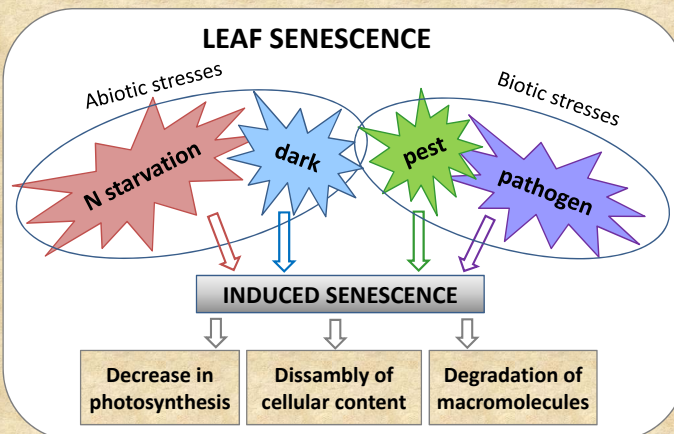 LEAF SENESCENCE
Abiotic stresses
Biotic stresses
N starvation
dark
pest
pathogen
INDUCED SENESCENCE
Decrease in
photosynthesis
Dissambly of
cellular content
Degradation of
macromolecules